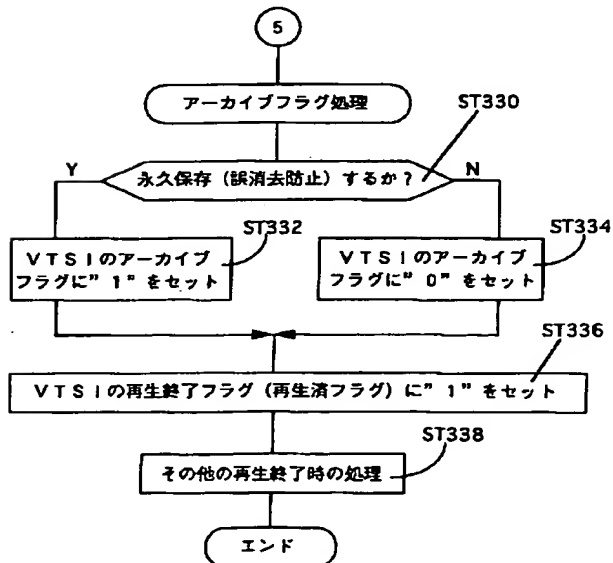 5
アーカイブフラグ処理
ST330
永久保存（誤消去防止）するか？
Y
N
ST332
VTSIのアーカイブ
フラグに"1"をセット
ST334
VTSIのアーカイブ
フラグに"0"をセット
ST336
VTSIの再生終了フラグ（再生済フラグ）に"1"をセット
ST338
その他の再生終了時の処理
エンド